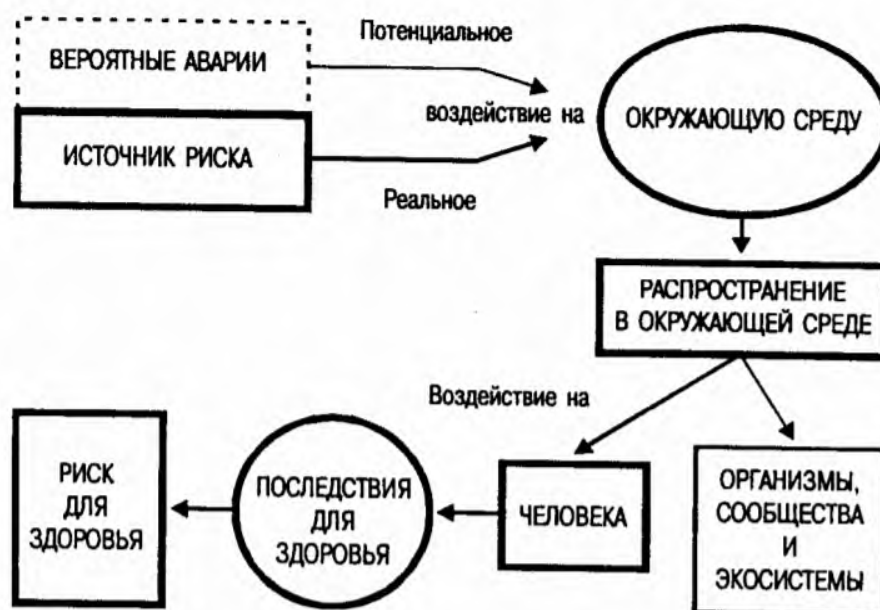 ВЕРОЯТНЫЕ АВАРИИ
Потенциальное
ИСТОЧНИК РИСКА
воздействие на
Реальное
ОКРУЖАЮЩУЮ СРЕДУ
РАСПРОСТРАНЕНИЕ
В ОКРУЖАЮЩЕЙ СРЕДЕ
Воздействие на
ОРГАНИЗМЫ,
СООБЩЕСТВА
И
ЭКОСИСТЕМЫ
ЧЕЛОВЕКА
ПОСЛЕДСТВИЯ
ДЛЯ
ЗДОРОВЬЯ
РИСК
ДЛЯ
ЗДОРОВЬЯ